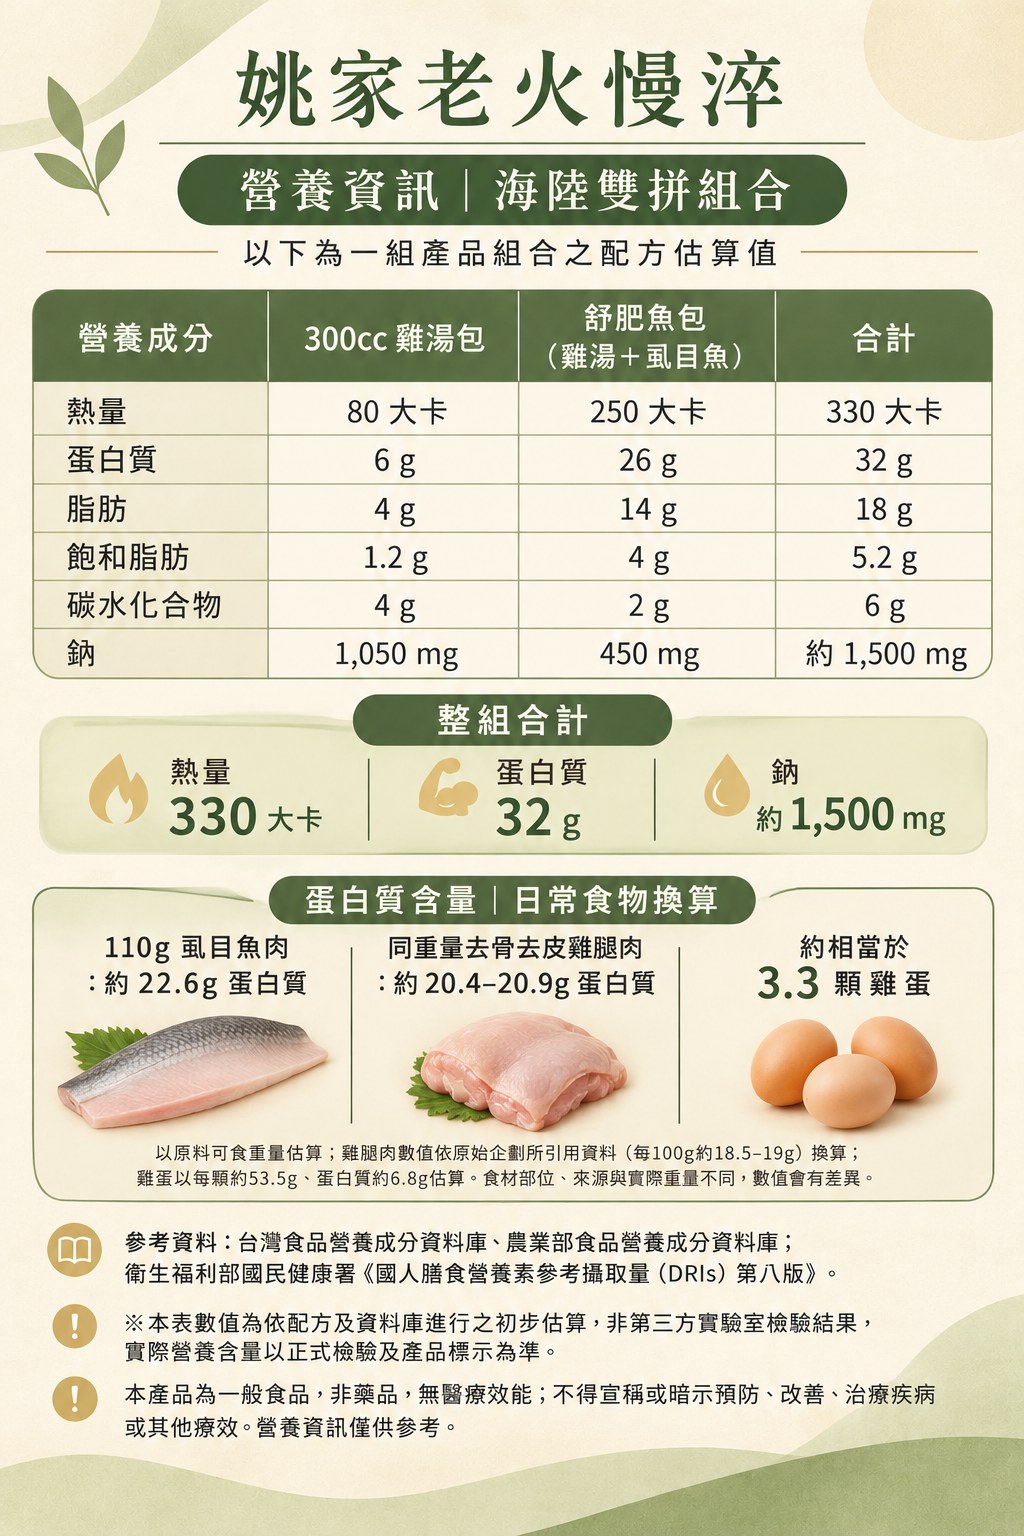 姚家老火慢淬
營養資訊｜海陸雙拼組合
以下為一組產品組合之配方估算值
營養成分 300cc 雞湯包 舒肥魚包（雞湯＋虱目魚） 合計
熱量 80 大卡 250 大卡 330 大卡
蛋白質 6 g 26 g 32 g
脂肪 4 g 14 g 18 g
飽和脂肪 1.2 g 4 g 5.2 g
碳水化合物 4 g 2 g 6 g
鈉 1,050 mg 450 mg 約 1,500 mg
整組合計
熱量
330 大卡
蛋白質
32 g
鈉
約 1,500 mg
蛋白質含量｜日常食物換算
110g 虱目魚肉
：約 22.6g 蛋白質
同重量去骨去皮雞腿肉
：約 20.4–20.9g 蛋白質
約相當於
3.3 顆雞蛋
以原料可食重量估算；雞腿肉數值依原始企劃所引用資料（每100g約18.5–19g）換算；
雞蛋以每顆約53.5g、蛋白質約6.8g估算。食材部位、來源與實際重量不同，數值會有差異。
參考資料：台灣食品營養成分資料庫、農業部食品營養成分資料庫；
衛生福利部國民健康署《國人膳食營養素參考攝取量（DRIs）第八版》。
※本表數值為依配方及資料庫進行之初步估算，非第三方實驗室檢驗結果，
實際營養含量以正式檢驗及產品標示為準。
本產品為一般食品，非藥品，無醫療效能；不得宣稱或暗示預防、改善、治療疾病
或其他療效。營養資訊僅供參考。